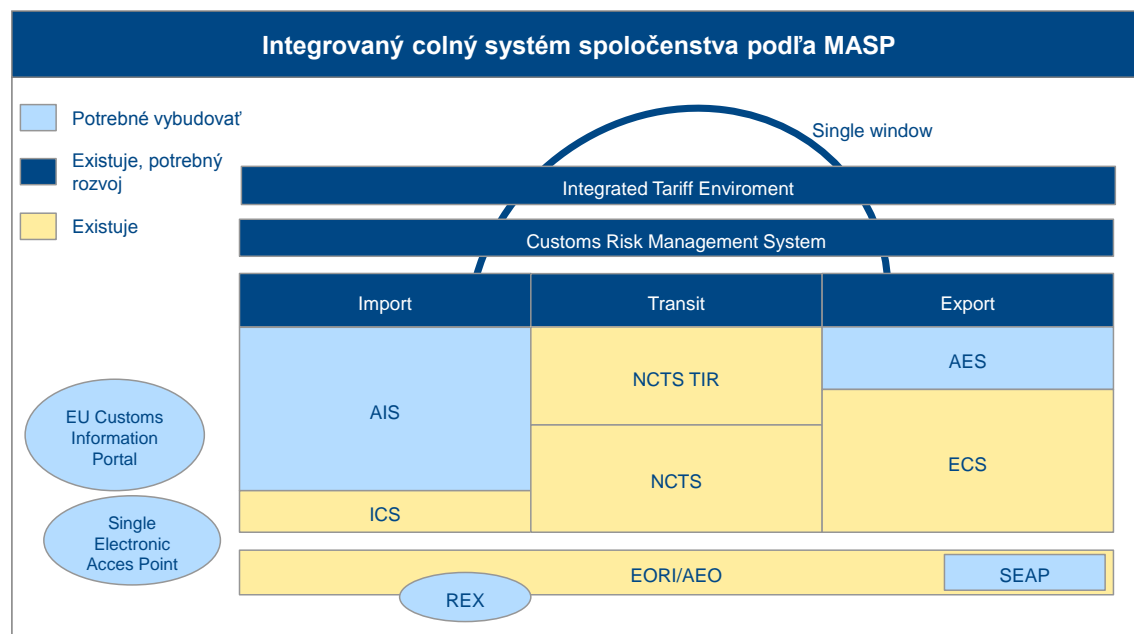 Integrovaný colný systém spoločenstva podľa MASP
Potrebné vybudovať
Existuje, potrebný
rozvoj
Existuje
Single window
Integrated Tariff Enviroment
Customs Risk Management System
Import
Transit
Export
AIS
ICS
NCTS TIR
NCTS
AES
ECS
EU Customs
Information
Portal
Single
Electronic
Acces Point
EORI/AEO
SEAP
REX